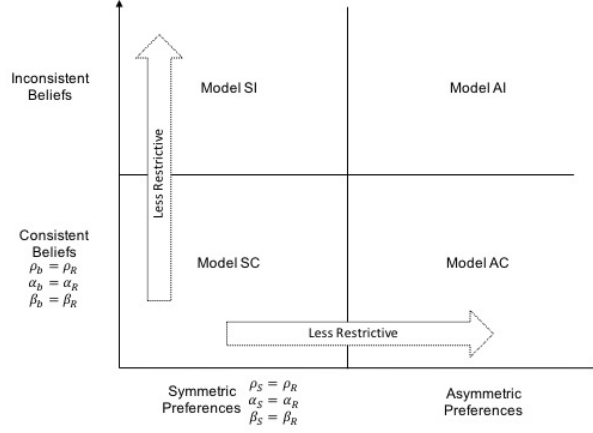 Inconsistent
Beliefs
Model SI
Model AI
Less Restrictive
Consistent
Beliefs
ρ_b = ρ_R
α_b = α_R
β_b = β_R
Model SC
Model AC
Less Restrictive
Symmetric
Preferences
ρ_S = ρ_R
α_S = α_R
β_S = β_R
Asymmetric
Preferences